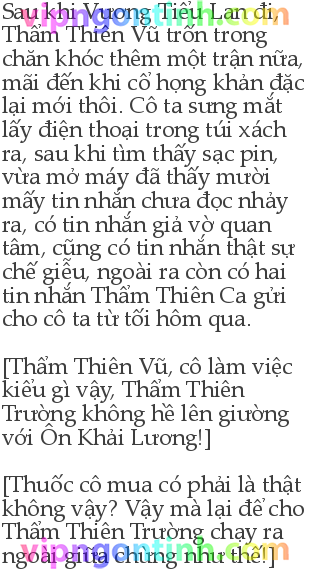 Sau khi Vương Tiểu Lan đi,
Thẩm Thiên Vũ trốn trong
chăn khóc thêm một trận nữa,
mãi đến khi cổ họng khản đặc
lại mới thôi. Cô ta sưng mắt
lấy điện thoại trong túi xách
ra, sau khi tìm thấy sạc pin,
vừa mở máy đã thấy mười
mấy tin nhắn chưa đọc nhảy
ra, có tin nhắn giả vờ quan
tâm, cũng có tin nhắn thật sự
chế giễu, ngoài ra còn có hai
tin nhắn Thẩm Thiên Ca gửi
cho cô ta từ tối hôm qua.
[Thẩm Thiên Vũ, cô làm việc
kiểu gì vậy, Thẩm Thiên
Trường không hề lên giường
với Ôn Khải Lương!]
[Thuốc cô mua có phải là thật
không vậy? Vậy mà lại để cho
Thẩm Thiên Trường chạy ra
ngoài giữa chừng như thế!]
vipngontinh.com
vipngontinh.com